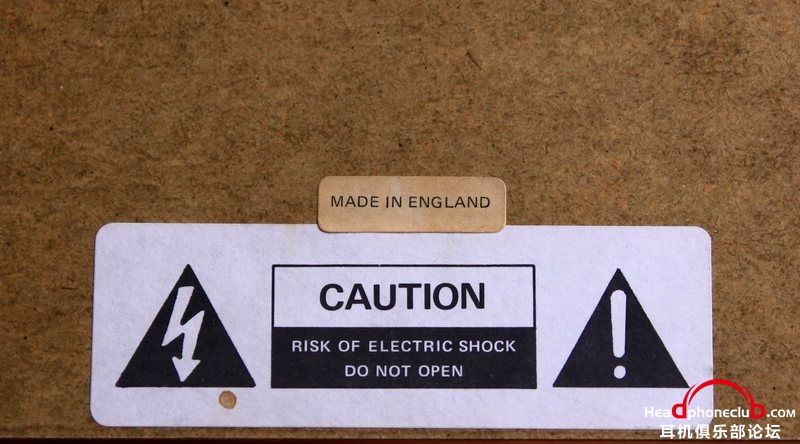 MADE IN ENGLAND
CAUTION
RISK OF ELECTRIC SHOCK
DO NOT OPEN
HeadphoneclubD.com
耳机俱乐部论坛